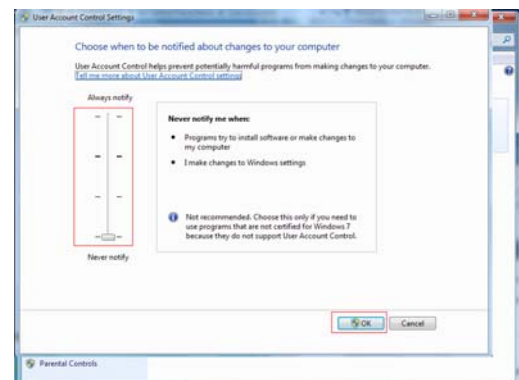 User Account Control Settings
Choose when to be notified about changes to your computer
User Account Control helps prevent potentially harmful programs from making changes to your computer.
Tell me more about User Account Control settings
Always notify
Never notify me when:
Programs try to install software or make changes to
my computer
I make changes to Windows settings
Not recommended. Choose this only if you need to
use programs that are not certified for Windows 7
because they do not support User Account Control.
Never notify
OK
Cancel
Parental Controls